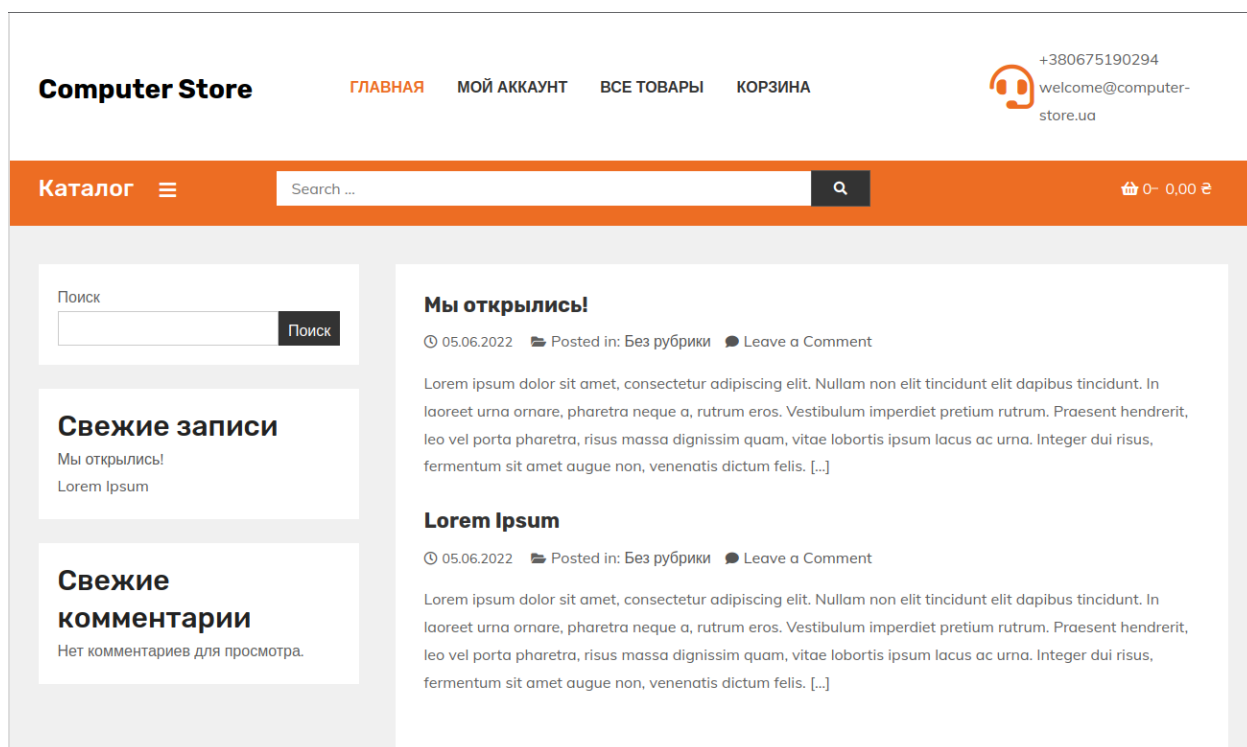 Computer Store
ГЛАВНАЯ МОЙ АККАУНТ ВСЕ ТОВАРЫ КОРЗИНА
+380675190294
welcome@computer-
store.ua
Каталог
Search ...
0- 0,00 ₴
Поиск
Поиск
Свежие записи
Мы открылись!
Lorem Ipsum
Свежие
комментарии
Нет комментариев для просмотра.
Мы открылись!
05.06.2022 Posted in: Без рубрики Leave a Comment
Lorem ipsum dolor sit amet, consectetur adipiscing elit. Nullam non elit tincidunt elit dapibus tincidunt. In
laoreet urna ornare, pharetra neque a, rutrum eros. Vestibulum imperdiet pretium rutrum. Praesent hendrerit,
leo vel porta pharetra, risus massa dignissim quam, vitae lobortis ipsum lacus ac urna. Integer dui risus,
fermentum sit amet augue non, venenatis dictum felis. [...]
Lorem Ipsum
05.06.2022 Posted in: Без рубрики Leave a Comment
Lorem ipsum dolor sit amet, consectetur adipiscing elit. Nullam non elit tincidunt elit dapibus tincidunt. In
laoreet urna ornare, pharetra neque a, rutrum eros. Vestibulum imperdiet pretium rutrum. Praesent hendrerit,
leo vel porta pharetra, risus massa dignissim quam, vitae lobortis ipsum lacus ac urna. Integer dui risus,
fermentum sit amet augue non, venenatis dictum felis. [...]